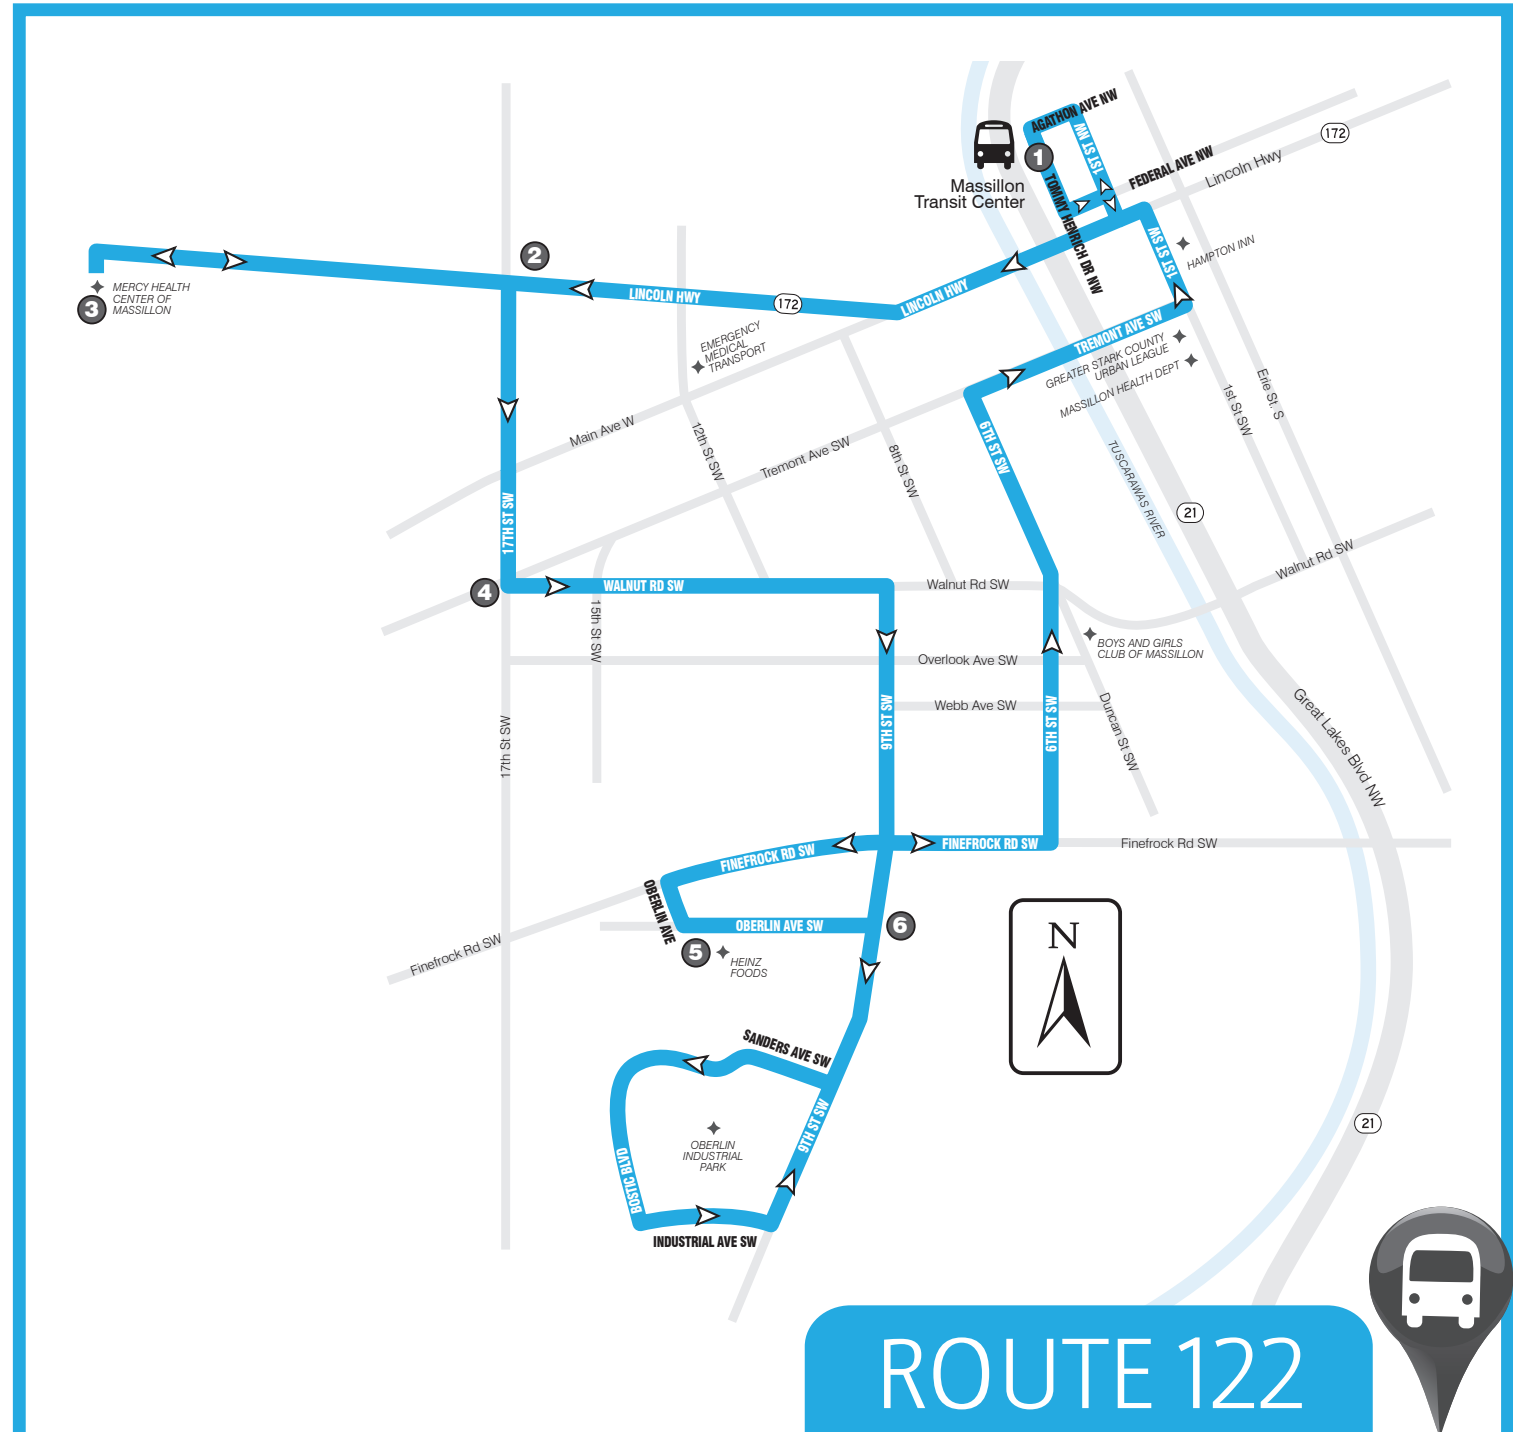 AGATHON AVE NW
1ST ST NW
172
1
FEDERAL AVE NW
Lincoln Hwy
Massillon
Transit Center
TOMMY HENRICH DR NW
1ST ST SW
HAMPTON INN
2
MERCY HEALTH
CENTER OF
MASSILLON
3
LINCOLN HWY
172
LINCOLN HWY
TREMONT AVE SW
EMERGENCY
MEDICAL
TRANSPORT
GREATER STARK COUNTY
URBAN LEAGUE
MASSILLON HEALTH DEPT
1st St SW
Erie St. S
Main Ave W
12th St SW
Tremont Ave SW
8th St SW
6TH ST SW
TUSCARAWAS RIVER
21
17TH ST SW
Walnut Rd SW
4
WALNUT RD SW
Walnut Rd SW
15th St SW
BOYS AND GIRLS
CLUB OF MASSILLON
Overlook Ave SW
Webb Ave SW
17th St SW
9TH ST SW
6TH ST SW
Duncan St SW
Great Lakes Blvd NW
FINEFROCK RD SW
FINEFROCK RD SW
Finefrock Rd SW
OBERLIN AVE
OBERLIN AVE SW
6
Finefrock Rd SW
5
HEINZ
FOODS
N
SANDERS AVE SW
9TH ST SW
OBERLIN
INDUSTRIAL
PARK
BOSTIC BLVD
21
INDUSTRIAL AVE SW
ROUTE 122